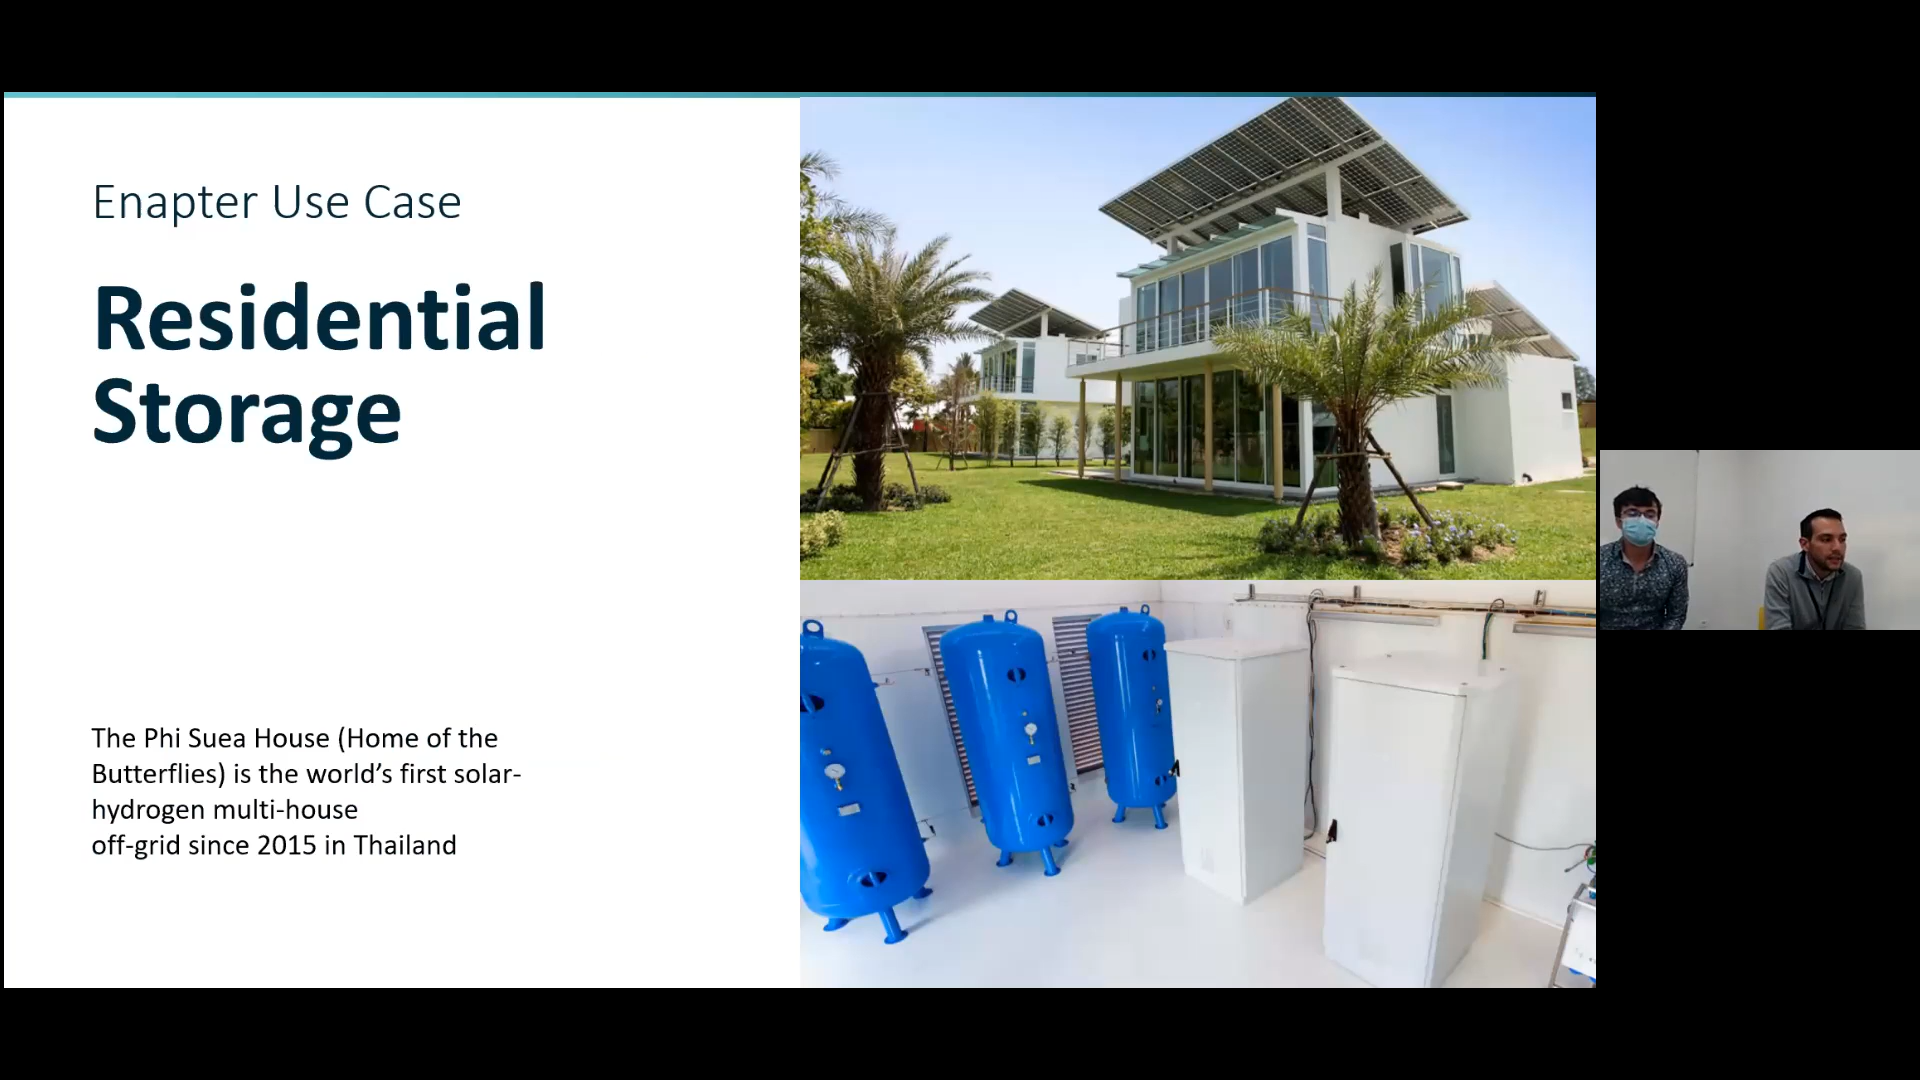 Enapter Use Case
Residential
Storage
The Phi Suea House (Home of the
Butterflies) is the world’s first solar-
hydrogen multi-house
off-grid since 2015 in Thailand